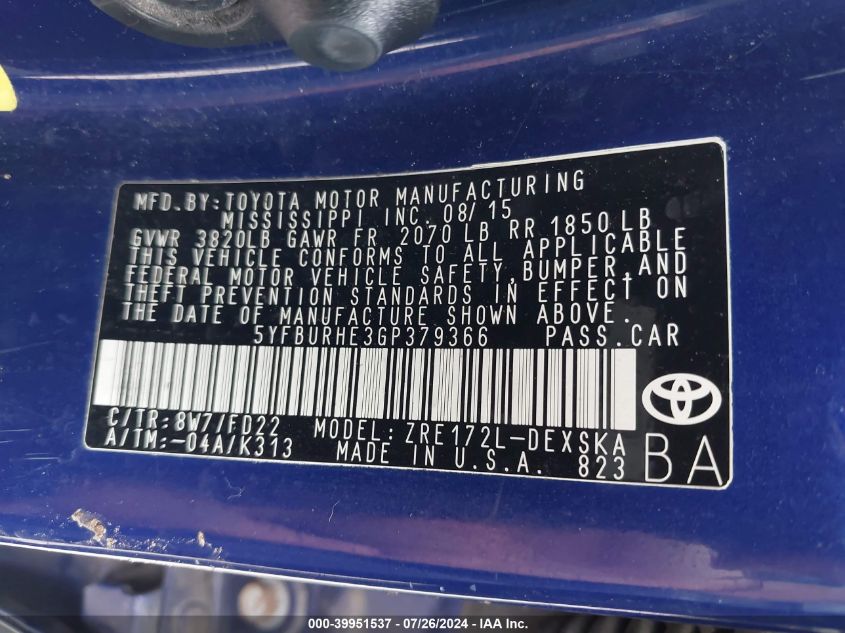 MFD.BY:TOYOTA MOTOR MANUFACTURING
MISSISSIPPI INC. 08/15
GVWR 3820LB GAWR FR 2070 LB RR 1850 LB
THIS VEHICLE CONFORMS TO ALL APPLICABLE
FEDERAL MOTOR VEHICLE SAFETY,BUMPER,AND
THEFT PREVENTION STANDARDS IN EFFECT ON
THE DATE OF MANUFACTURE SHOWN ABOVE.
5YFBURHE3GP379366 PASS.CAR
C/TR:8W7/FD22 MODEL:ZRE172L-DEXSKA
A/TM:-04A/K313 MADE IN U.S.A. 823
BA
000-39951537 - 07/26/2024 - © 2024, IAA, Inc.